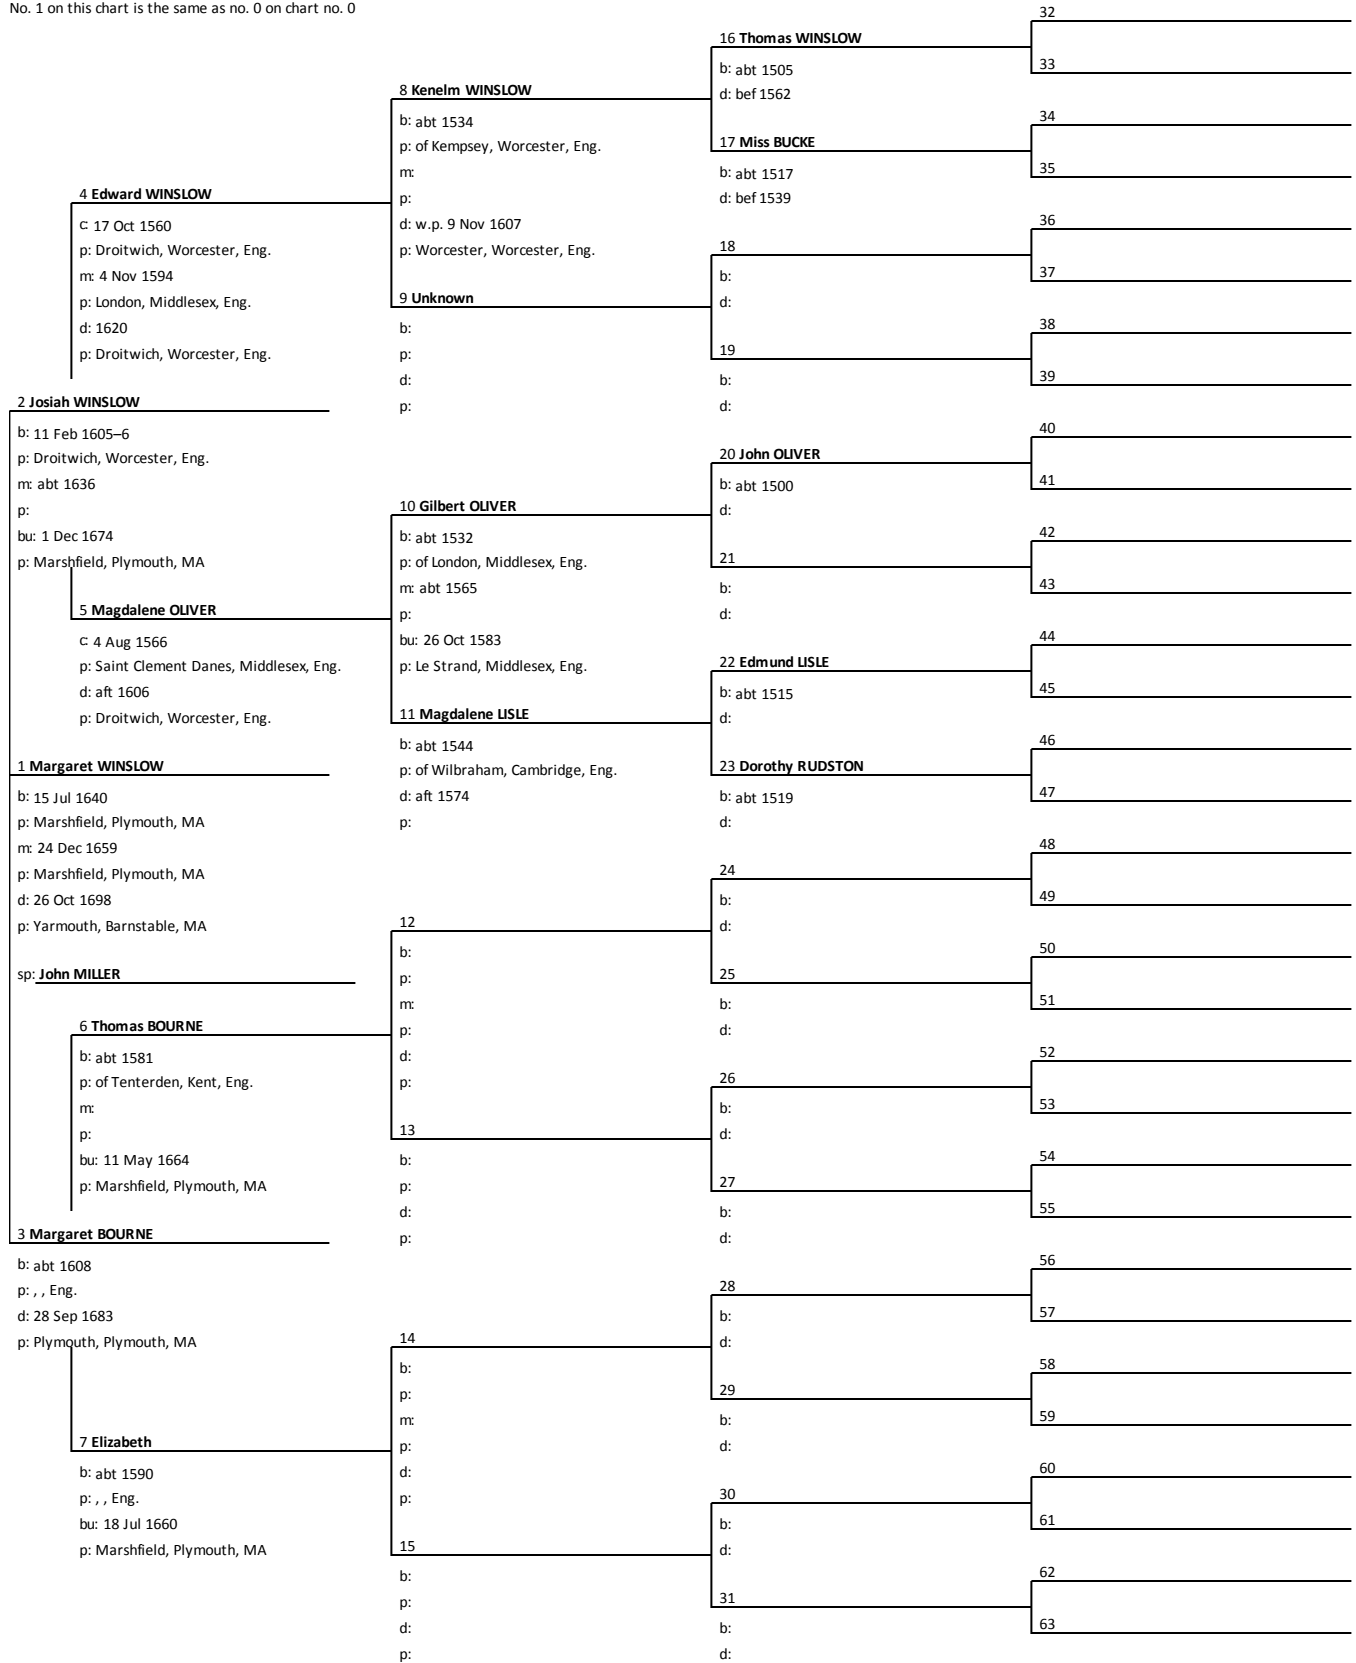 No. 1 on this chart is the same as no. 0 on chart no. 0
4 Edward WINSLOW
c: 17 Oct 1560
p: Droitwich, Worcester, Eng.
m: 4 Nov 1594
p: London, Middlesex, Eng.
d: 1620
p: Droitwich, Worcester, Eng.
2 Josiah WINSLOW
b: 11 Feb 1605–6
p: Droitwich, Worcester, Eng.
m: abt 1636
p:
bu: 1 Dec 1674
p: Marshfield, Plymouth, MA
5 Magdalene OLIVER
c: 4 Aug 1566
p: Saint Clement Danes, Middlesex, Eng.
d: aft 1606
p: Droitwich, Worcester, Eng.
1 Margaret WINSLOW
b: 15 Jul 1640
p: Marshfield, Plymouth, MA
m: 24 Dec 1659
p: Marshfield, Plymouth, MA
d: 26 Oct 1698
p: Yarmouth, Barnstable, MA
sp: John MILLER
6 Thomas BOURNE
b: abt 1581
p: of Tenterden, Kent, Eng.
m:
p:
bu: 11 May 1664
p: Marshfield, Plymouth, MA
3 Margaret BOURNE
b: abt 1608
p: , , Eng.
d: 28 Sep 1683
p: Plymouth, Plymouth, MA
7 Elizabeth
b: abt 1590
p: , , Eng.
bu: 18 Jul 1660
p: Marshfield, Plymouth, MA
8 Kenelm WINSLOW
b: abt 1534
p: of Kempsey, Worcester, Eng.
m:
p:
d: w.p. 9 Nov 1607
p: Worcester, Worcester, Eng.
9 Unknown
b:
p:
d:
p:
10 Gilbert OLIVER
b: abt 1532
p: of London, Middlesex, Eng.
m: abt 1565
p:
bu: 26 Oct 1583
p: Le Strand, Middlesex, Eng.
11 Magdalene LISLE
b: abt 1544
p: of Wilbraham, Cambridge, Eng.
d: aft 1574
p:
12
b:
p:
m:
p:
d:
p:
13
b:
p:
d:
p:
14
b:
p:
m:
p:
d:
p:
15
b:
p:
d:
p:
16 Thomas WINSLOW
b: abt 1505
d: bef 1562
17 Miss BUCKE
b: abt 1517
d: bef 1539
18
b:
d:
19
b:
d:
20 John OLIVER
b: abt 1500
d:
21
b:
d:
22 Edmund LISLE
b: abt 1515
d:
23 Dorothy RUDSTON
b: abt 1519
d:
24
b:
d:
25
b:
d:
26
b:
d:
27
b:
d:
28
b:
d:
29
b:
d:
30
b:
d:
31
b:
d:
32
33
34
35
36
37
38
39
40
41
42
43
44
45
46
47
48
49
50
51
52
53
54
55
56
57
58
59
60
61
62
63